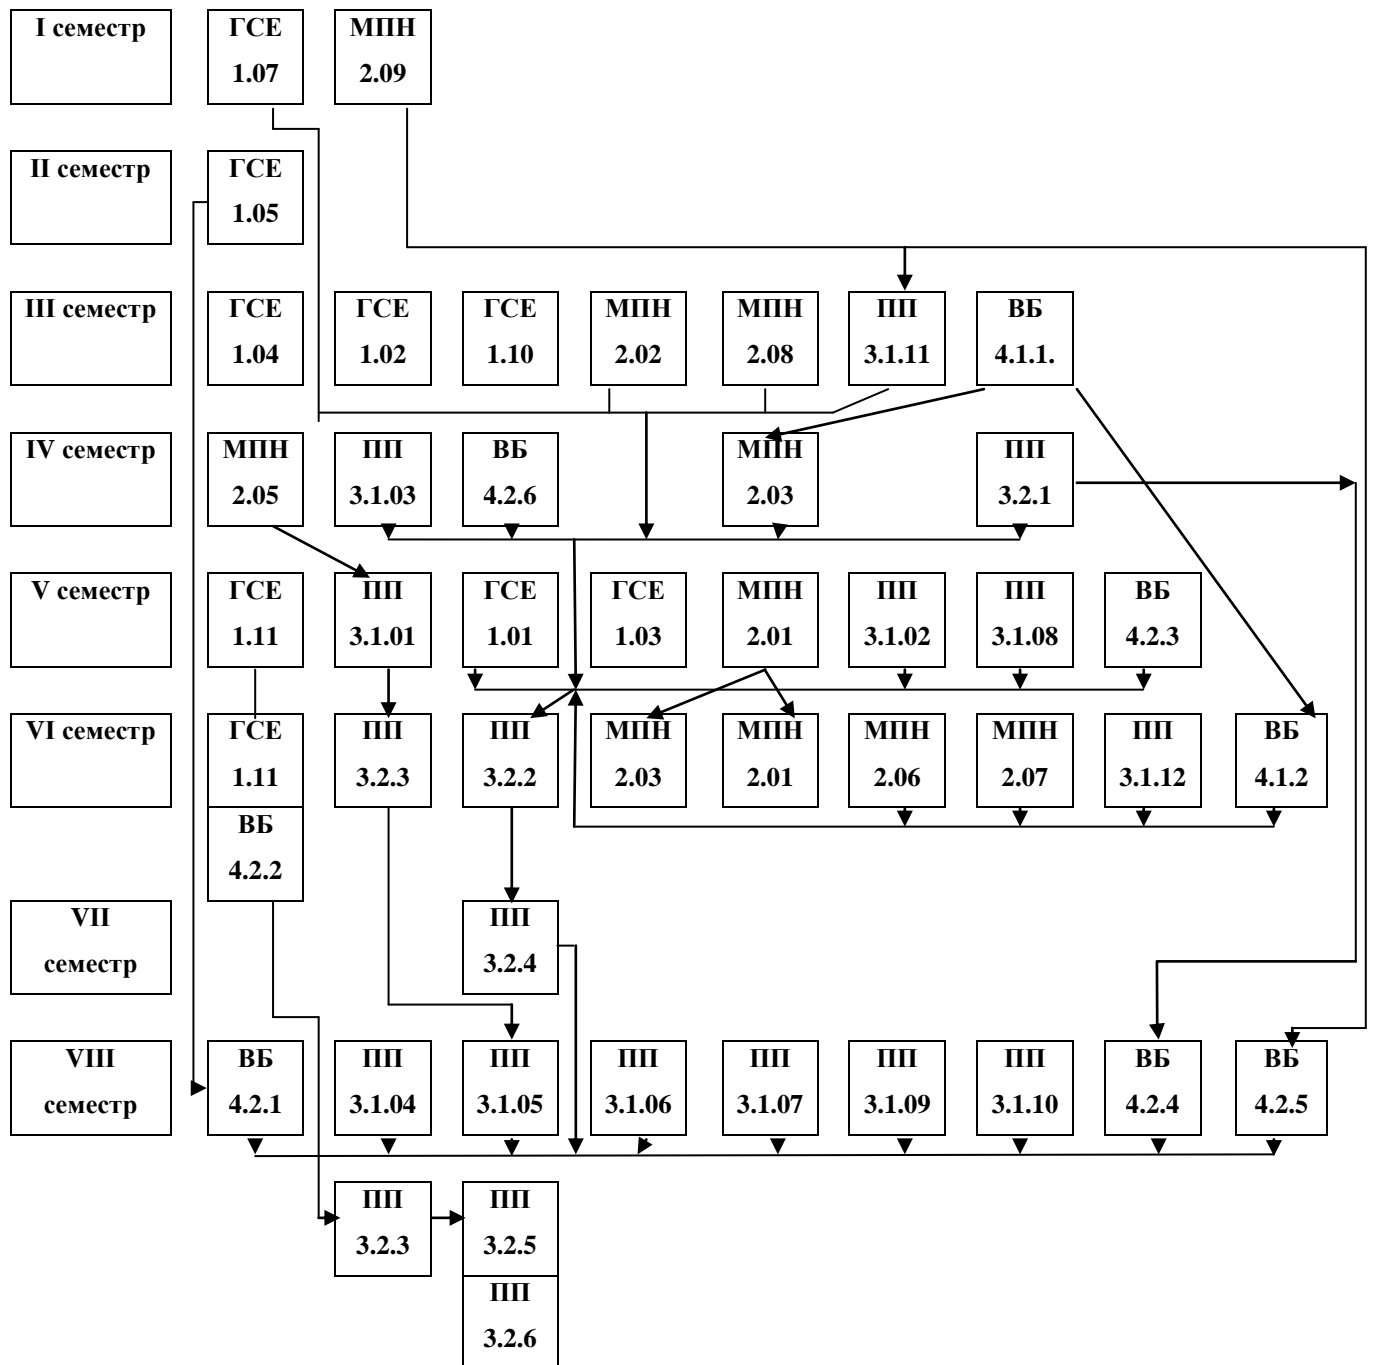 I семестр ГСЕ МПН
1.07 2.09
II семестр ГСЕ
1.05
III семестр ГСЕ ГСЕ ГСЕ МПН МПН ПП ВБ
1.04 1.02 1.10 2.02 2.08 3.1.11 4.1.1.
IV семестр МПН ПП ВБ МПН ПП
2.05 3.1.03 4.2.6 2.03 3.2.1
V семестр ГСЕ ПП ГСЕ ГСЕ МПН ПП ПП ВБ
1.11 3.1.01 1.01 1.03 2.01 3.1.02 3.1.08 4.2.3
VI семестр ГСЕ ПП ПП МПН МПН МПН МПН ПП ВБ
1.11 3.2.3 3.2.2 2.03 2.01 2.06 2.07 3.1.12 4.1.2
ВБ
4.2.2
VII ПП
семестр 3.2.4
VIII ВБ ПП ПП ПП ПП ПП ПП ВБ ВБ
семестр 4.2.1 3.1.04 3.1.05 3.1.06 3.1.07 3.1.09 3.1.10 4.2.4 4.2.5
ПП ПП
3.2.3 3.2.5
ПП
3.2.6